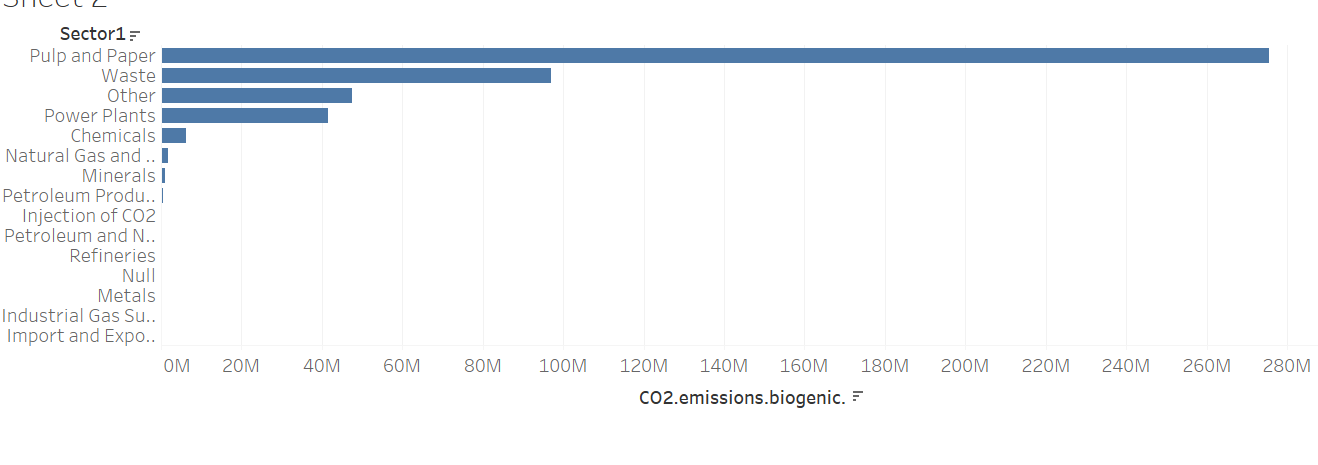 Sheet 2
Sector1
Pulp and Paper
Waste
Other
Power Plants
Chemicals
Natural Gas and ..
Minerals
Petroleum Produ..
Injection of CO2
Petroleum and N..
Refineries
Null
Metals
Industrial Gas Su..
Import and Expo..
0M 20M 40M 60M 80M 100M 120M 140M 160M 180M 200M 220M 240M 260M 280M
CO2.emissions.biogenic.